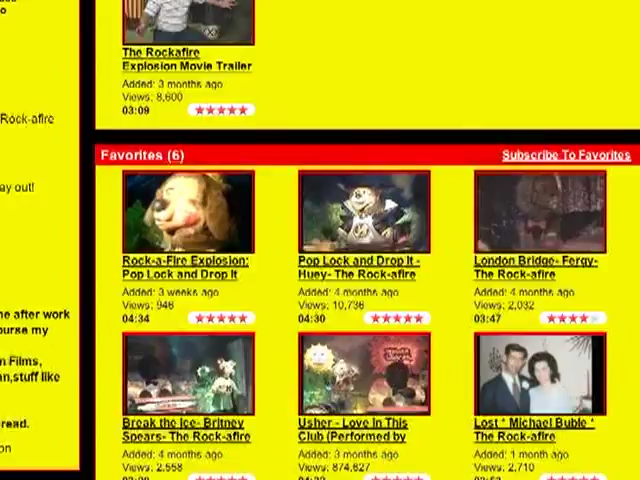 The Rockafire
Explosion Movie Trailer
Added: 3 months ago
Views: 8,600
03:09
Rock-afire
ay out!
Favorites (6)
Subscribe To Favorites
Rock-a-Fire Explosion:
Pop Lock and Drop It
Added: 3 weeks ago
Views: 946
04:34
Pop Lock and Drop It -
Huey- The Rock-afire
Added: 4 months ago
Views: 10,736
04:30
London Bridge- Fergy-
The Rock-afire
Added: 4 months ago
Views: 2,032
03:47
ne after work
ourse my
n Films,
an,stuff like
read.
on
Break the Ice- Britney
Spears- The Rock-afire
Added: 4 months ago
Views: 2,558
Usher - Love In This
Club (Performed by
Added: 3 months ago
Views: 874,627
Lost * Michael Buble *
The Rock-afire
Added: 1 month ago
Views: 2,710